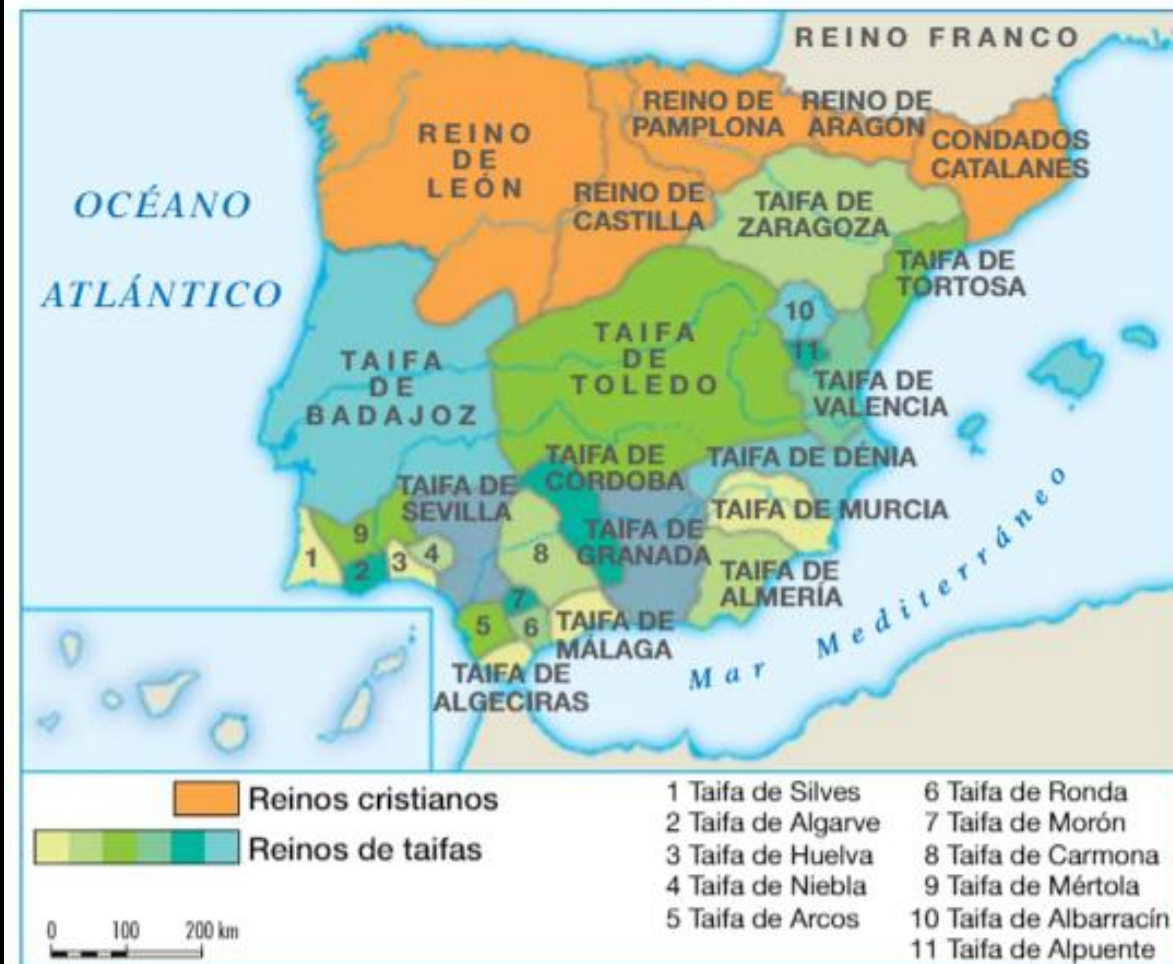 REINO FRANCO
REINO DE
PAMPLONA
REINO DE
ARAGÓN
CONDADOS
CATALANES
REINO
DE
LEÓN
REINO DE
CASTILLA
TAIFA DE
ZARAGOZA
OCÉANO
ATLÁNTICO
TAIFA DE
TORTOSA
10
11
TAIFA
DE
TOLEDO
TAIFA
DE
BADAJOZ
TAIFA DE
VALENCIA
TAIFA DE
CÓRDOBA
TAIFA DE DÉNIA
TAIFA DE
SEVILLA
TAIFA DE MURCIA
TAIFA DE
GRANADA
TAIFA DE
ALMERÍA
1
9
2
3
4
8
7
5
6
TAIFA DE
MÁLAGA
TAIFA DE
ALGECIRAS
Mar Mediterráneo
Reinos cristianos
Reinos de taifas
0 100 200 km
1 Taifa de Silves
2 Taifa de Algarve
3 Taifa de Huelva
4 Taifa de Niebla
5 Taifa de Arcos
6 Taifa de Ronda
7 Taifa de Morón
8 Taifa de Carmona
9 Taifa de Mértola
10 Taifa de Albarracín
11 Taifa de Alpuente